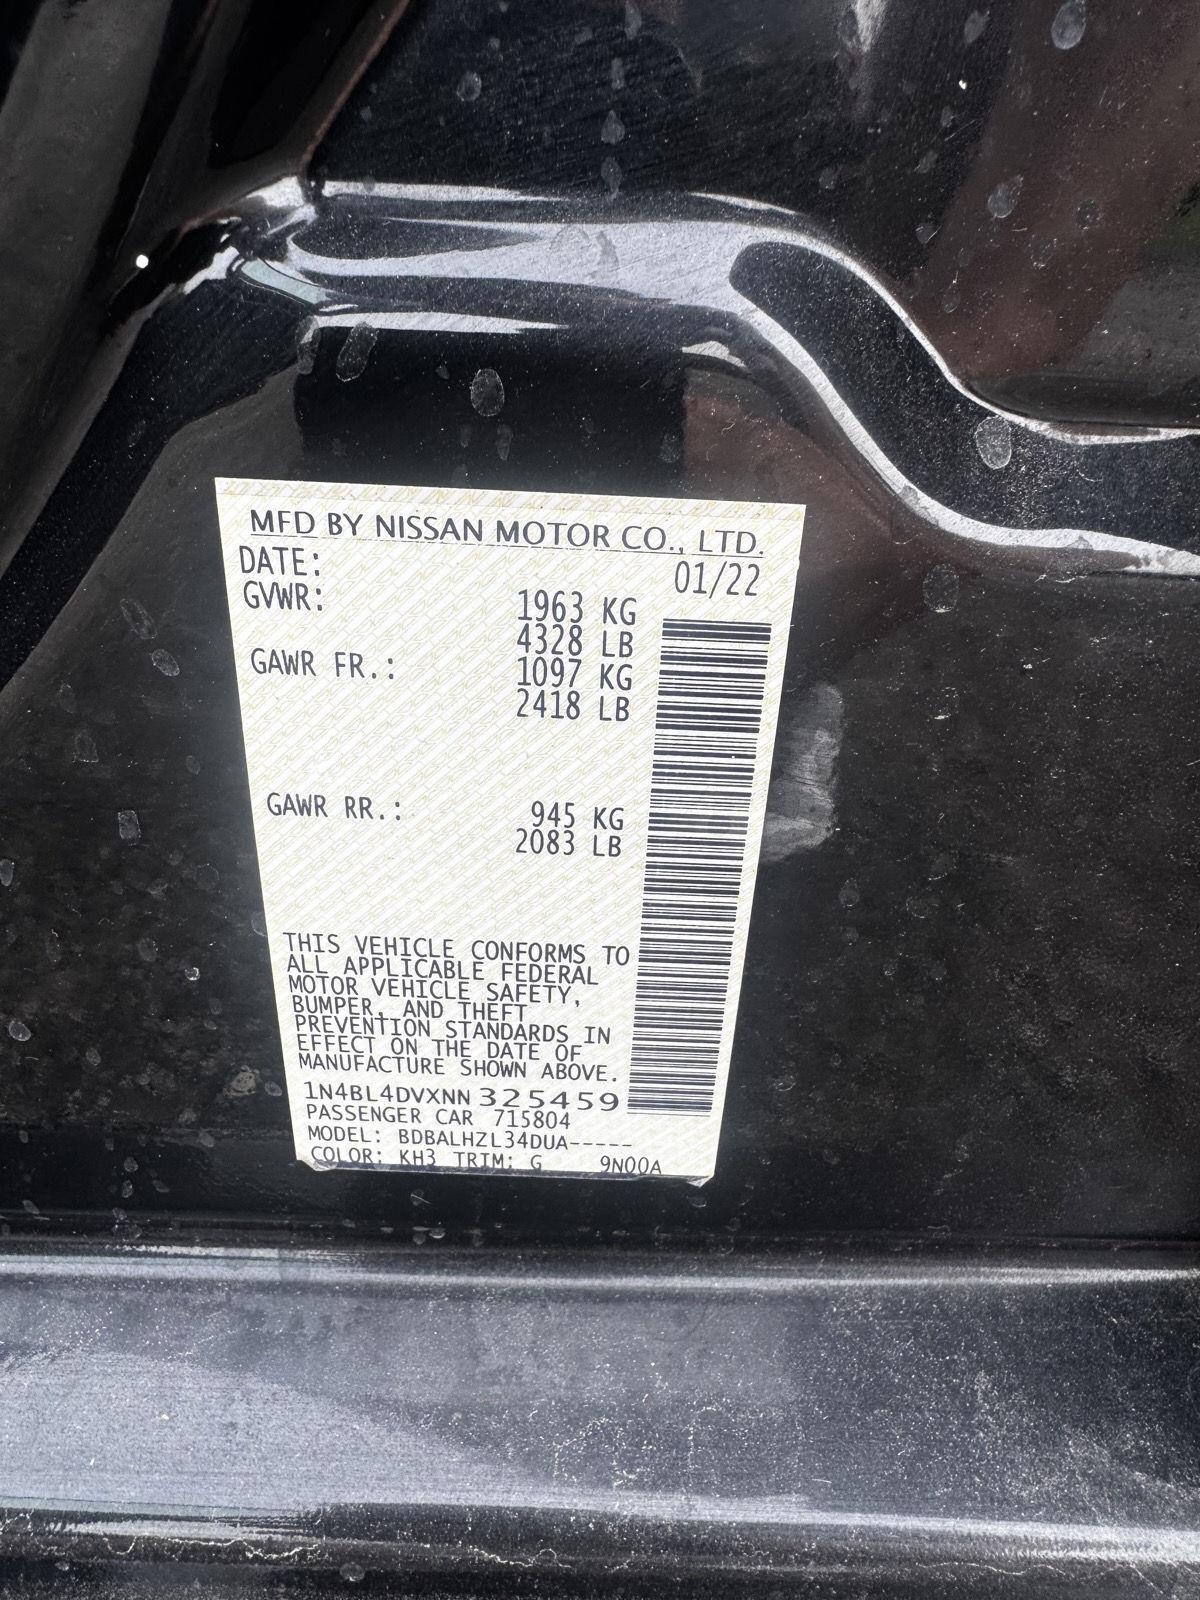 MFD BY NISSAN MOTOR CO., LTD.
DATE: 01/22
GVWR: 1963 KG
4328 LB
GAWR FR.: 1097 KG
2418 LB
GAWR RR.: 945 KG
2083 LB
THIS VEHICLE CONFORMS TO
ALL APPLICABLE FEDERAL
MOTOR VEHICLE SAFETY,
BUMPER, AND THEFT
PREVENTION STANDARDS IN
EFFECT ON THE DATE OF
MANUFACTURE SHOWN ABOVE.
1N4BL4DVXNN 325459
PASSENGER CAR 715804
MODEL: BDBALHZL34DUA-----
COLOR: KH3 TRIM: G 9N00A